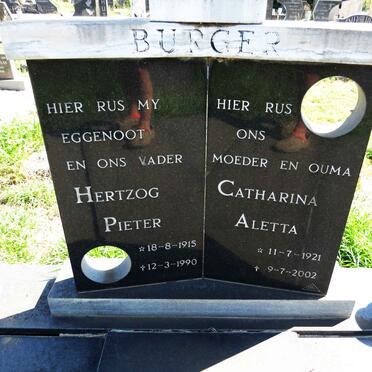 BURGER
HIER RUS MY
EGGENOOT
EN ONS VADER
HERTZOG
PIETER
☆18-8-1915
✝12-3-1990
HIER RUS
ONS
MOEDER EN OUMA
CATHARINA
ALETTA
☆ 11-7-1921
✝ 9-7-2002